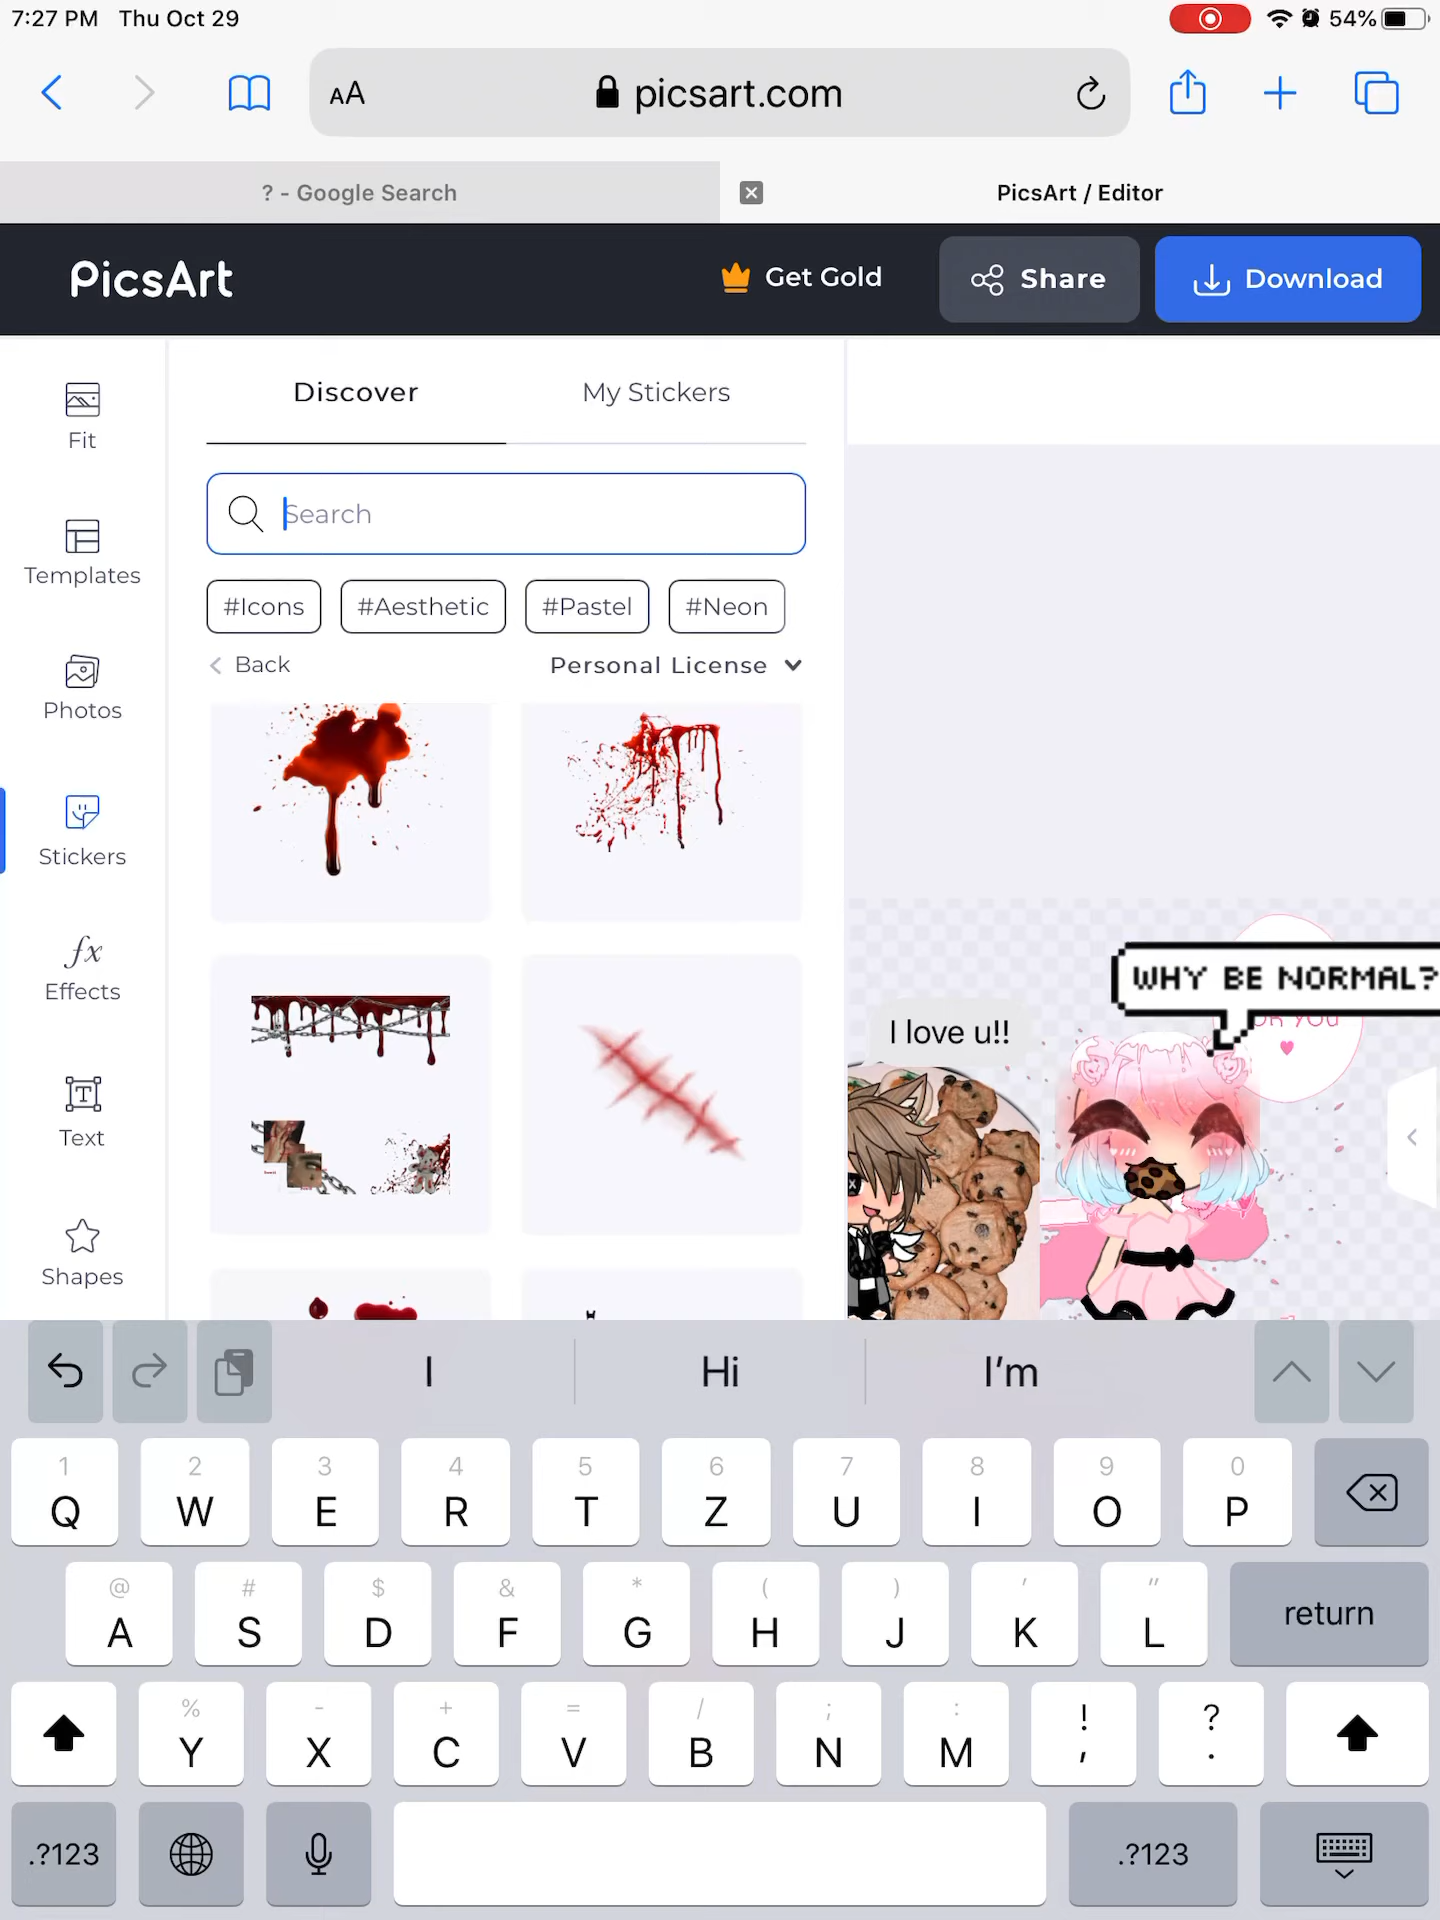 7:27 PM Thu Oct 29
54%
AA
picsart.com
? - Google Search
PicsArt / Editor
PicsArt
Get Gold
Share
Download
Fit
Templates
Photos
Stickers
fx
Effects
T
Text
Shapes
Discover
My Stickers
Search
#Icons
#Aesthetic
#Pastel
#Neon
Back
Personal License
WHY BE NORMAL?
YOU
I love u!!
I
Hi
I’m
1 2 3 4 5 6 7 8 9 0
Q W E R T Z U I O P
@ # $ & * ( ) ' "
A S D F G H J K L
return
% - + = / ; : ! ?
Y X C V B N M , .
.?123
.?123